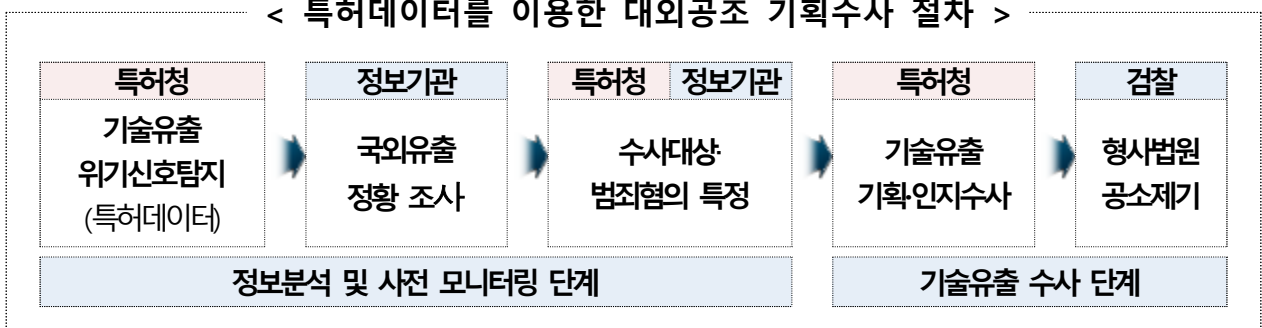 < 특허데이터를 이용한 대외공조 기획수사 절차 >
특허청
기술유출
위기신호탐지
(특허데이터)
정보기관
국외유출
정황 조사
특허청 정보기관
수사대상·
범죄혐의 특정
특허청
기술유출
기획·인지수사
검찰
형사법원
공소제기
정보분석 및 사전 모니터링 단계
기술유출 수사 단계